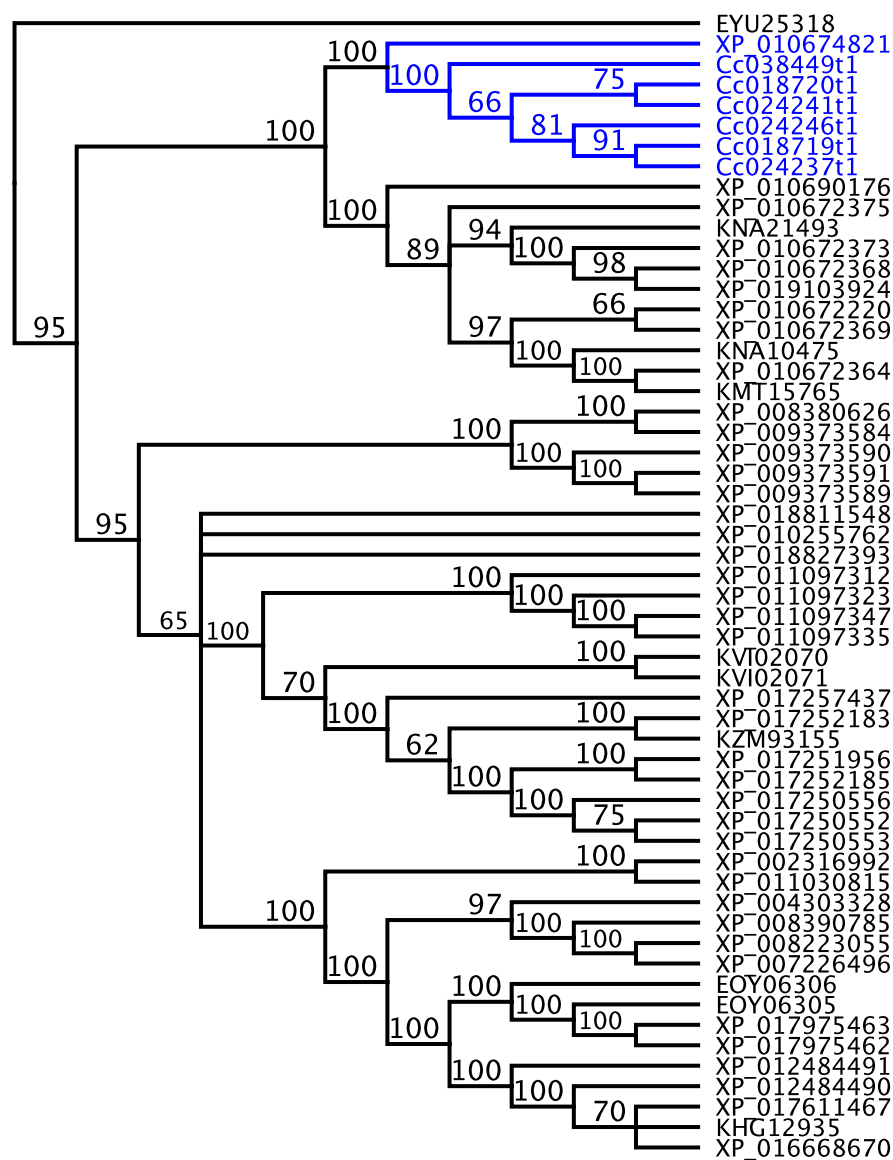 EYU25318
100 XP_010674821
100 Cc038449t1
75 Cc018720t1
66 Cc024241t1
100 81 Cc024246t1
91 Cc018719t1
Cc024237t1
XP_010690176
100 XP_010672375
94 KNA21493
89 100 XP_010672373
98 XP_010672368
XP_019103924
66 XP_010672220
95 97 XP_010672369
100 KNA10475
100 XP_010672364
KMT15765
100 XP_008380626
100 XP_009373584
100 XP_009373590
100 XP_009373591
XP_009373589
95 XP_018811548
XP_010255762
XP_018827393
100 XP_011097312
100 XP_011097323
65 100 100 XP_011097347
XP_011097335
100 KVI02070
70 KVI02071
100 XP_017257437
100 XP_017252183
62 KZM93155
100 XP_017251956
100 XP_017252185
100 XP_017250556
75 XP_017250552
XP_017250553
100 XP_002316992
XP_011030815
100 97 XP_004303328
100 XP_008390785
100 XP_008223055
100 XP_007226496
100 EOY06306
100 EOY06305
100 100 XP_017975463
XP_017975462
100 XP_012484491
100 XP_012484490
70 XP_017611467
KHG12935
XP_016668670